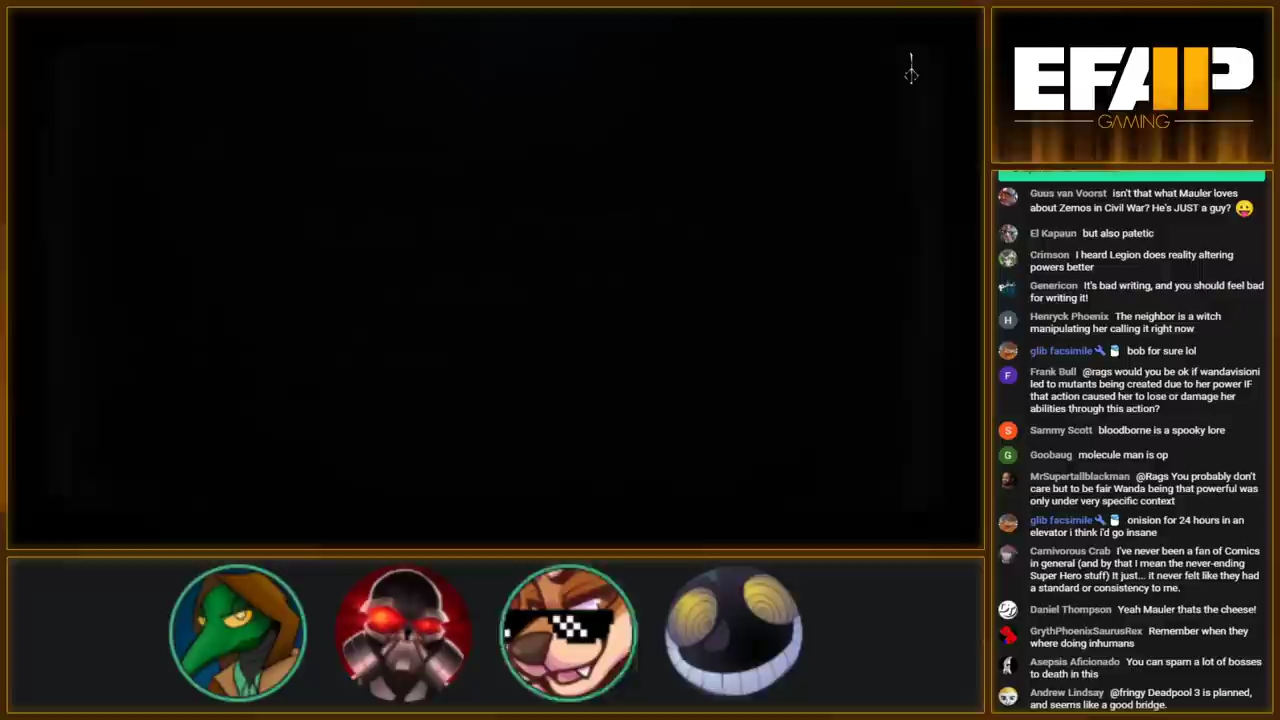 EFAP
GAMING
Guus van Voorst isn't that what Mauler loves
about Zemos in Civil War? He's JUST a guy? 😛
El Kapaun but also patetic
Crimson I heard Legion does reality altering
powers better
Genericon It's bad writing, and you should feel bad
for writing it!
H
Henryck Phoenix The neighbor is a witch
manipulating her calling it right now
glib facsimile bob for sure lol
F
Frank Bull @rags would you be ok if wandavisioni
led to mutants being created due to her power IF
that action caused her to lose or damage her
abilities through this action?
S
Sammy Scott bloodborne is a spooky lore
G
Goobaug molecule man is op
MrSupertallblackman @Rags You probably don't
care but to be fair Wanda being that powerful was
only under very specific context
glib facsimile onision for 24 hours in an
elevator i think i'd go insane
Carnivorous Crab I've never been a fan of Comics
in general (and by that I mean the never-ending
Super Hero stuff) It just... it never felt like they had
a standard or consistency to me.
Daniel Thompson Yeah Mauler thats the cheese!
GrythPhoenixSaurusRex Remember when they
where doing inhumans
Asepsis Aficionado You can spam a lot of bosses
to death in this
Andrew Lindsay @fringy Deadpool 3 is planned,
and seems like a good bridge.